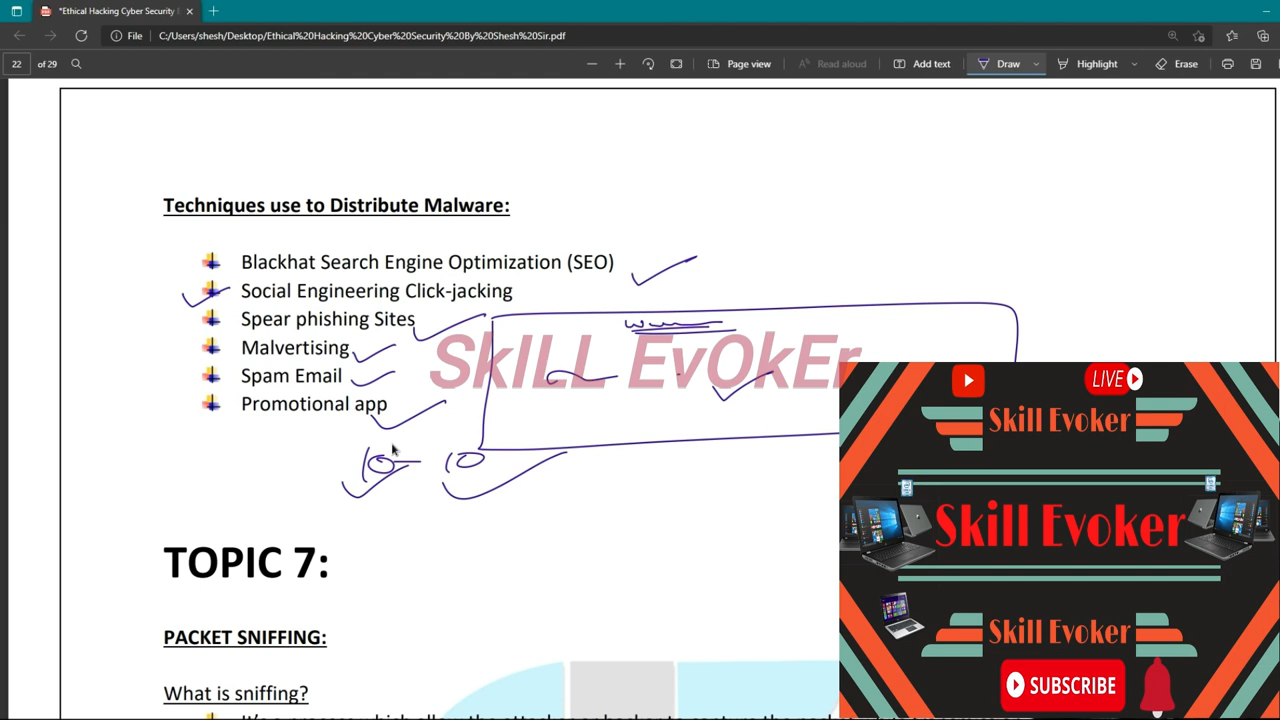 *Ethical Hacking Cyber Security
File C:/Users/shesh/Desktop/Ethical%20Hacking%20Cyber%20Security%20By%20Shesh%20Sir.pdf
22 of 29 Page view Read aloud Add text Draw Highlight Erase
Techniques use to Distribute Malware:
Blackhat Search Engine Optimization (SEO)
Social Engineering Click-jacking
Spear phishing Sites
Malvertising
Spam Email
Promotional app
SkILL EvOkEr
10 - 10
TOPIC 7:
PACKET SNIFFING:
What is sniffing?
LIVE
Skill Evoker
Skill Evoker
Skill Evoker
SUBSCRIBE